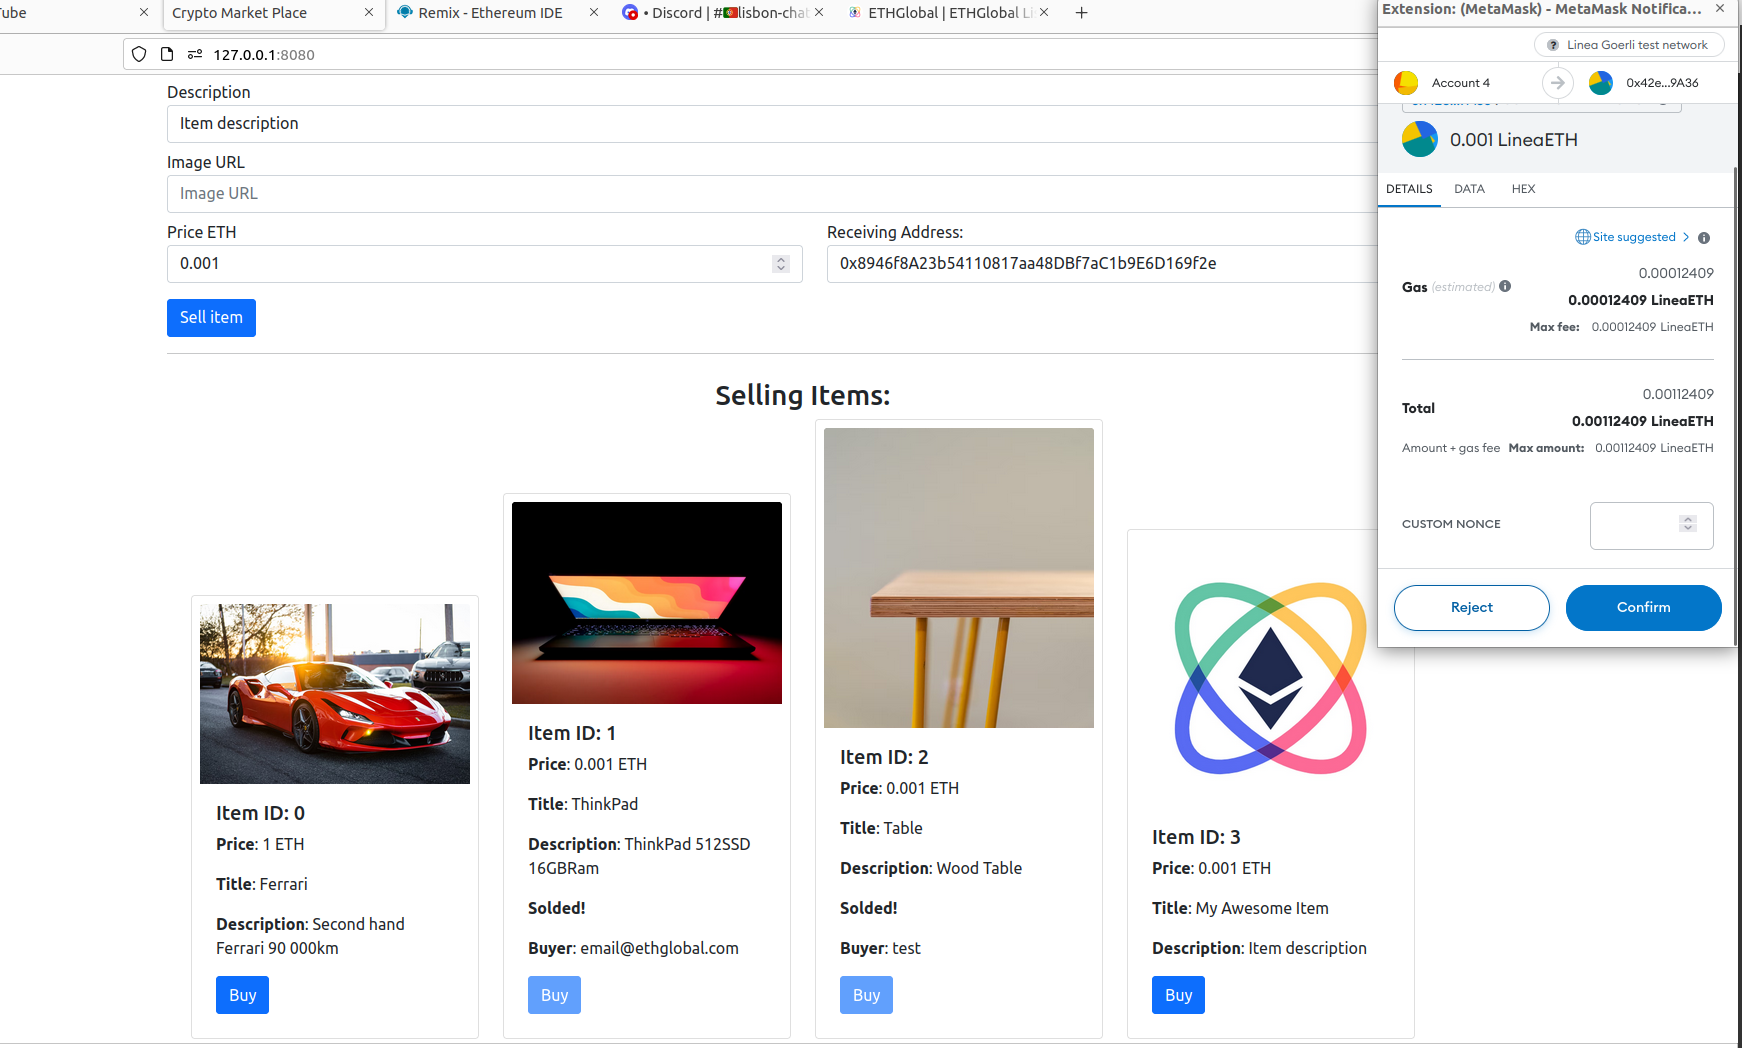 ube
Crypto Market Place
Remix - Ethereum IDE
• Discord | #🇵🇹lisbon-chat
ETHGlobal | ETHGlobal Li
127.0.0.1:8080
Description
Item description
Image URL
Image URL
Price ETH
Receiving Address:
0.001
0x8946f8A23b54110817aa48DBf7aC1b9E6D169f2e
Sell item
Selling Items:
Item ID: 0
Price: 1 ETH
Title: Ferrari
Description: Second hand
Ferrari 90 000km
Buy
Item ID: 1
Price: 0.001 ETH
Title: ThinkPad
Description: ThinkPad 512SSD
16GBRam
Solded!
Buyer: email@ethglobal.com
Buy
Item ID: 2
Price: 0.001 ETH
Title: Table
Description: Wood Table
Solded!
Buyer: test
Buy
Item ID: 3
Price: 0.001 ETH
Title: My Awesome Item
Description: Item description
Buy
Extension: (MetaMask) - MetaMask Notifica...
Linea Goerli test network
Account 4
0x42e...9A36
0.001 LineaETH
DETAILS DATA HEX
Site suggested >
0.00012409
Gas (estimated)
0.00012409 LineaETH
Max fee: 0.00012409 LineaETH
0.00112409
Total
0.00112409 LineaETH
Amount + gas fee Max amount: 0.00112409 LineaETH
CUSTOM NONCE
Reject
Confirm